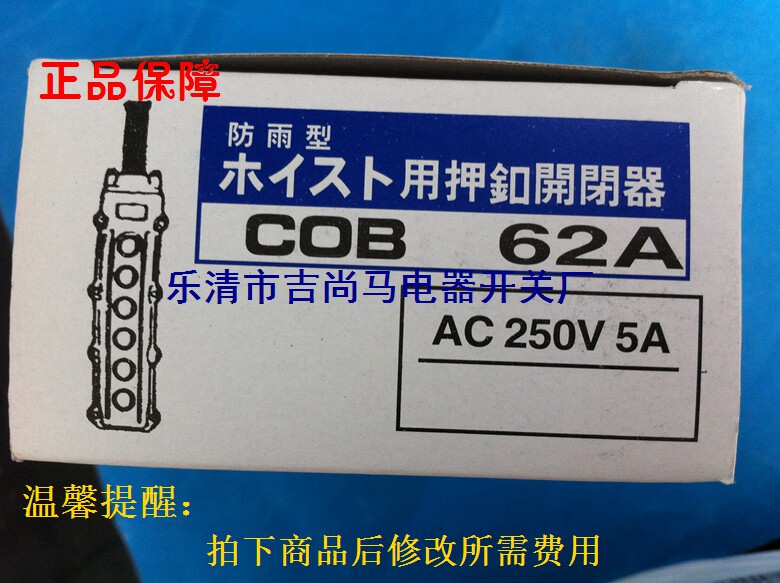 正品保障
防雨型
ホイスト用押釦開閉器
COB 62A
乐清市吉尚马电器开关厂
AC 250V 5A
温馨提醒：
拍下商品后修改所需费用